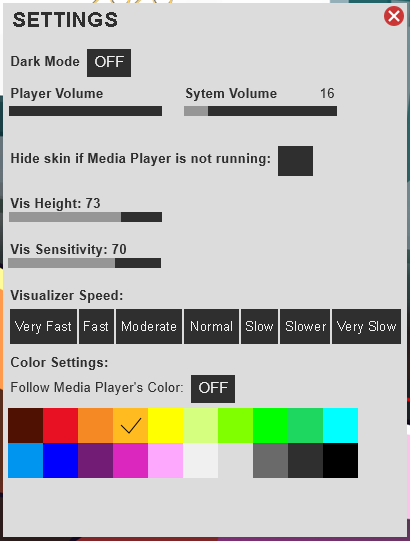 SETTINGS
Dark Mode OFF
Player Volume Sytem Volume 16
Hide skin if Media Player is not running:
Vis Height: 73
Vis Sensitivity: 70
Visualizer Speed:
Very Fast Fast Moderate Normal Slow Slower Very Slow
Color Settings:
Follow Media Player's Color: OFF